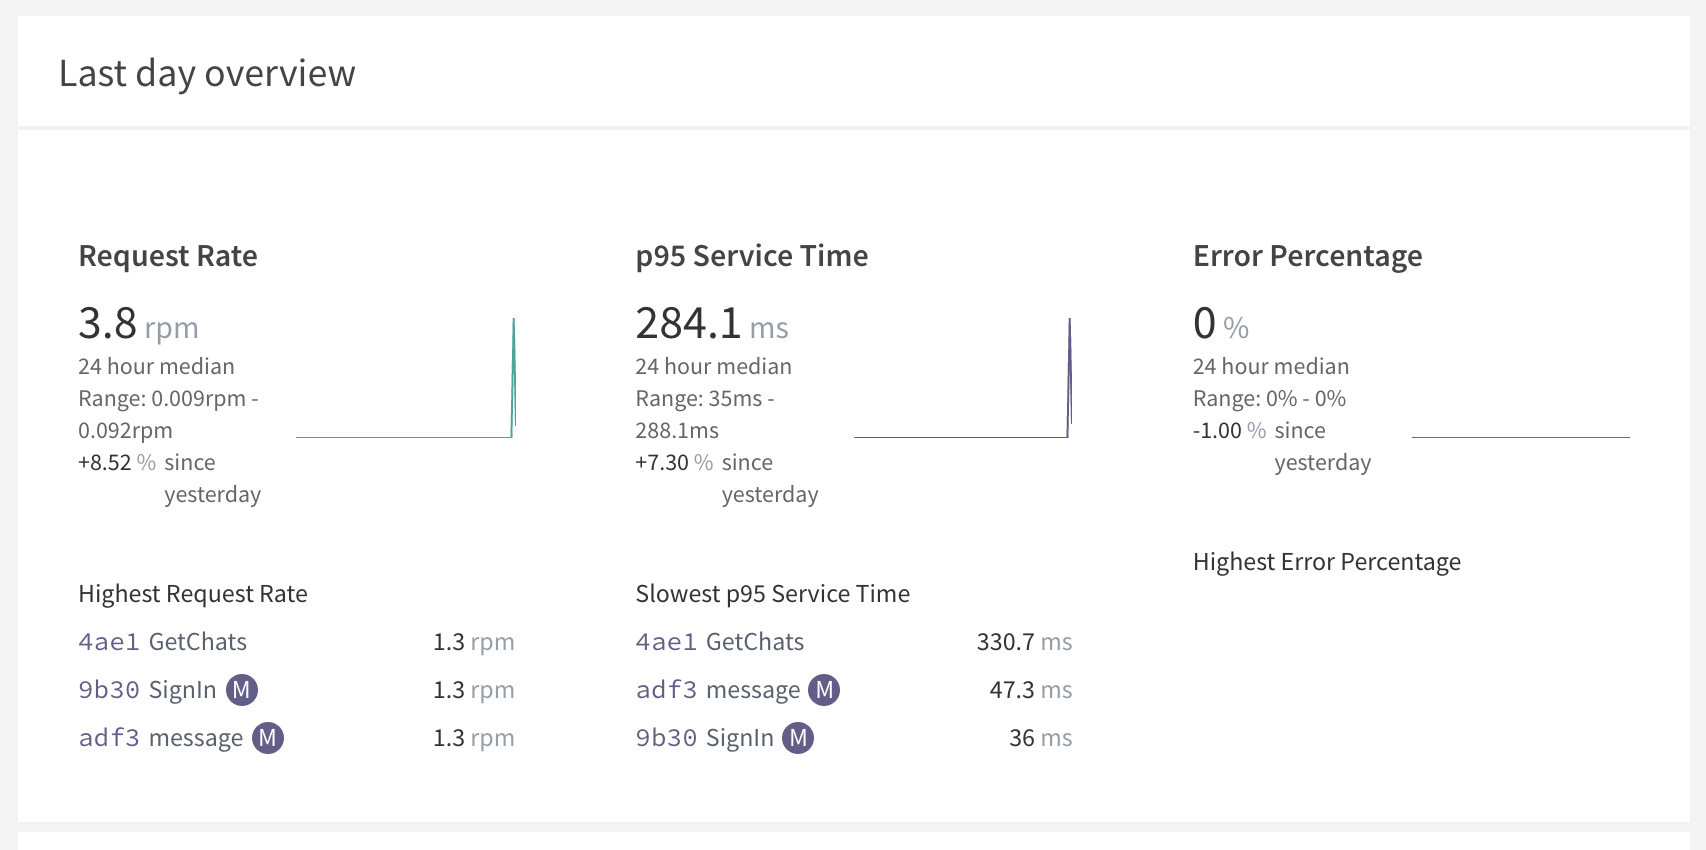 Last day overview
Request Rate
3.8 rpm
24 hour median
Range: 0.009rpm -
0.092rpm
+8.52 % since
yesterday
Highest Request Rate
4ae1 GetChats 1.3 rpm
9b30 SignIn M 1.3 rpm
adf3 message M 1.3 rpm
p95 Service Time
284.1 ms
24 hour median
Range: 35ms -
288.1ms
+7.30 % since
yesterday
Slowest p95 Service Time
4ae1 GetChats 330.7 ms
adf3 message M 47.3 ms
9b30 SignIn M 36 ms
Error Percentage
0 %
24 hour median
Range: 0% - 0%
-1.00 % since
yesterday
Highest Error Percentage